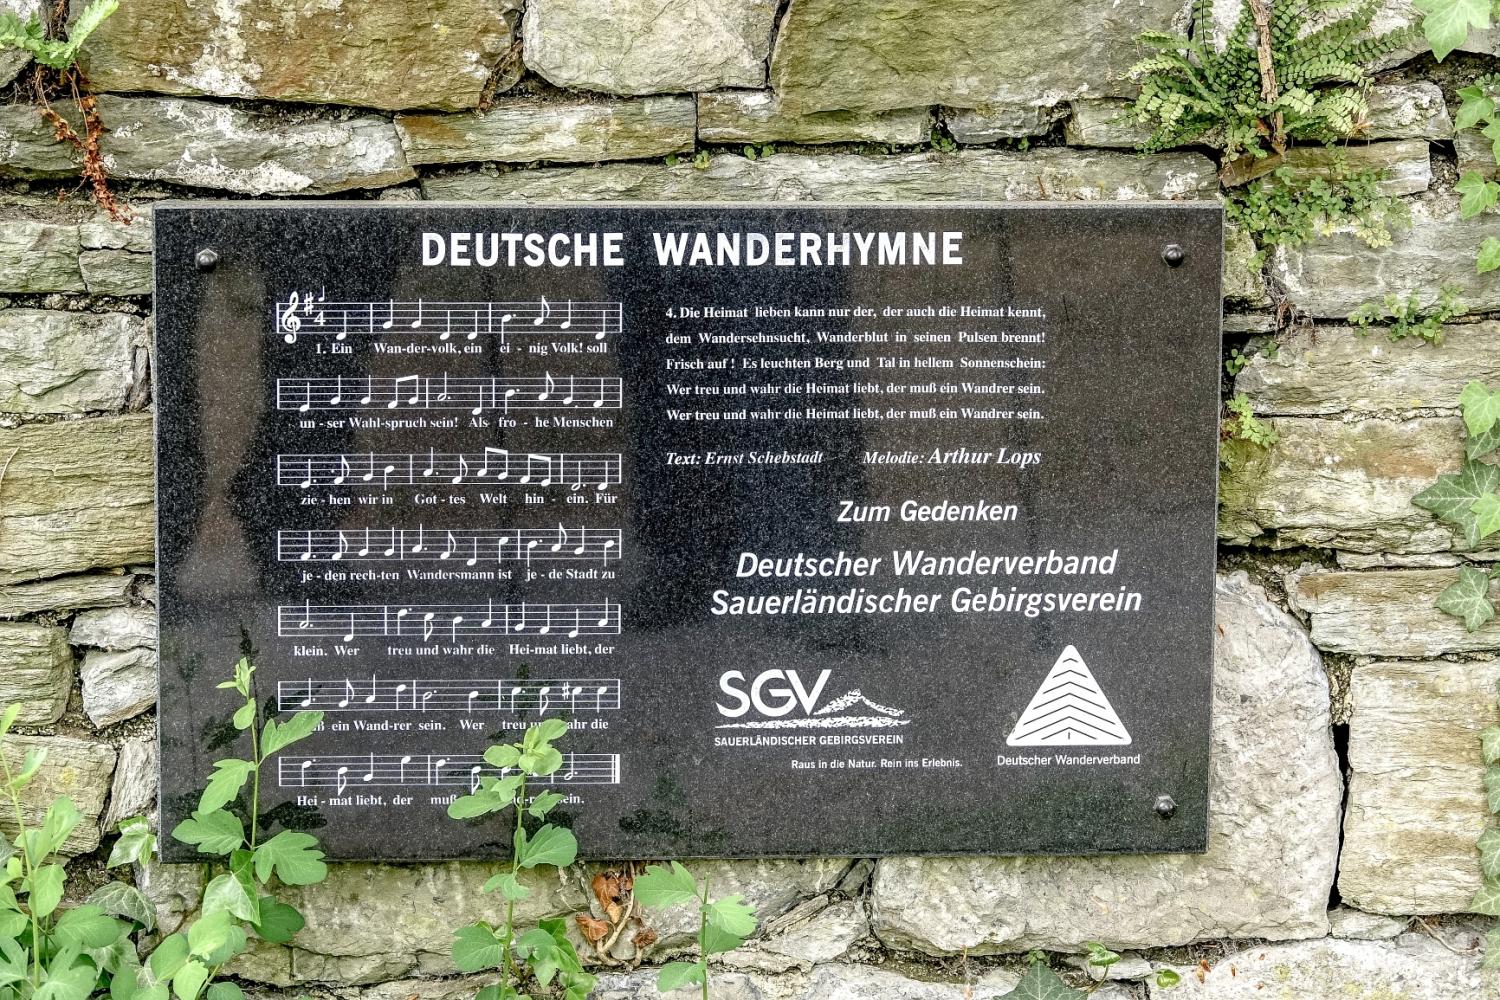 DEUTSCHE WANDERHYMNE
4
1. Ein Wan-der-volk, ein ei - nig Volk! soll
un - ser Wahl-spruch sein! Als fro - he Menschen
zie - hen wir in Got - tes Welt hin - ein. Für
je - den rech-ten Wandersmann ist je - de Stadt zu
klein. Wer treu und wahr die Hei-mat liebt, der
ein Wand-rer sein. Wer treu die
Hei - mat liebt, der sein.
4. Die Heimat lieben kann nur der, der auch die Heimat kennt,
dem Wandersehnsucht, Wanderblut in seinen Pulsen brennt!
Frisch auf ! Es leuchten Berg und Tal in hellem Sonnenschein:
Wer treu und wahr die Heimat liebt, der muß ein Wandrer sein.
Wer treu und wahr die Heimat liebt, der muß ein Wandrer sein.
Text: Ernst Schebstadt Melodie: Arthur Lops
Zum Gedenken
Deutscher Wanderverband
Sauerländischer Gebirgsverein
SGV
SAUERLÄNDISCHER GEBIRGSVEREIN
Raus in die Natur. Rein ins Erlebnis.
Deutscher Wanderverband